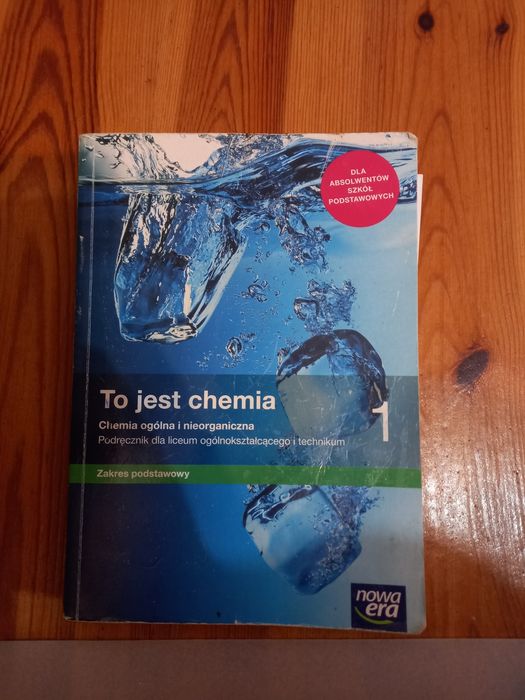 DLA
ABSOLWENTÓW
SZKÓŁ
PODSTAWOWYCH
To jest chemia
1
Chemia ogólna i nieorganiczna
Podręcznik dla liceum ogólnokształcącego i technikum
Zakres podstawowy
nowa
era